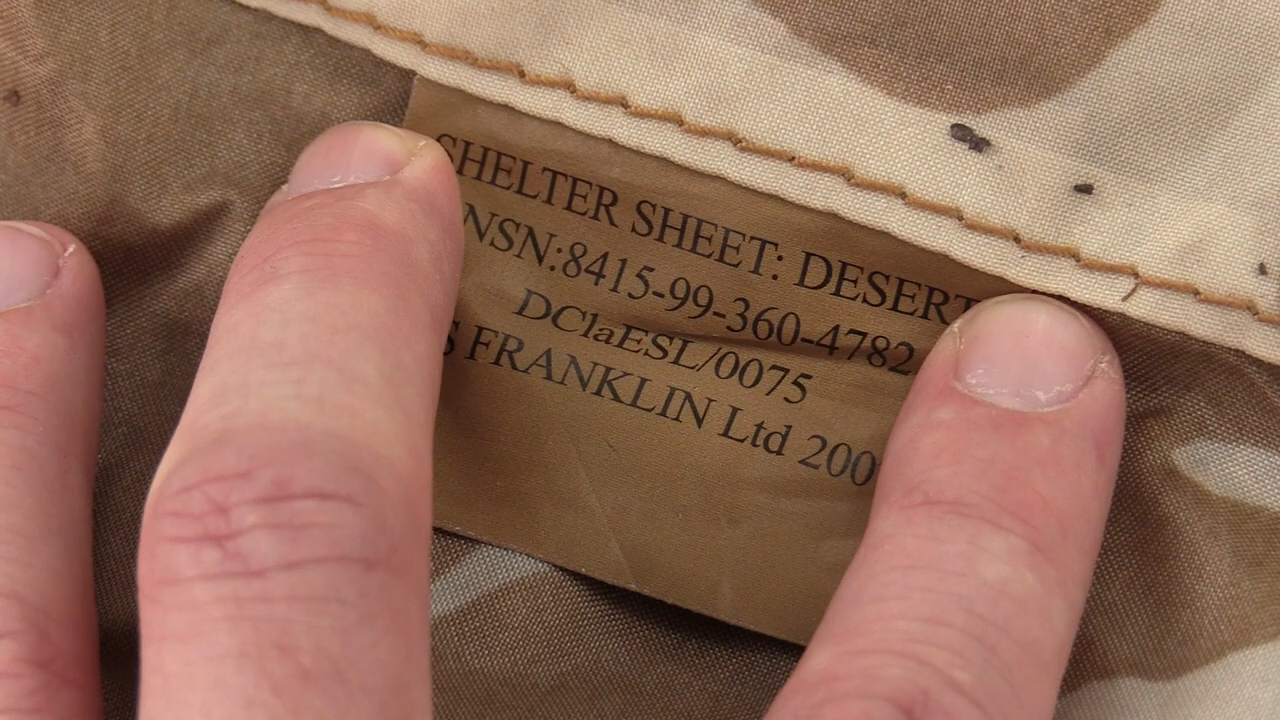 SHELTER SHEET: DESERT
NSN:8415-99-360-4782
DClaESL/0075
S FRANKLIN Ltd 200